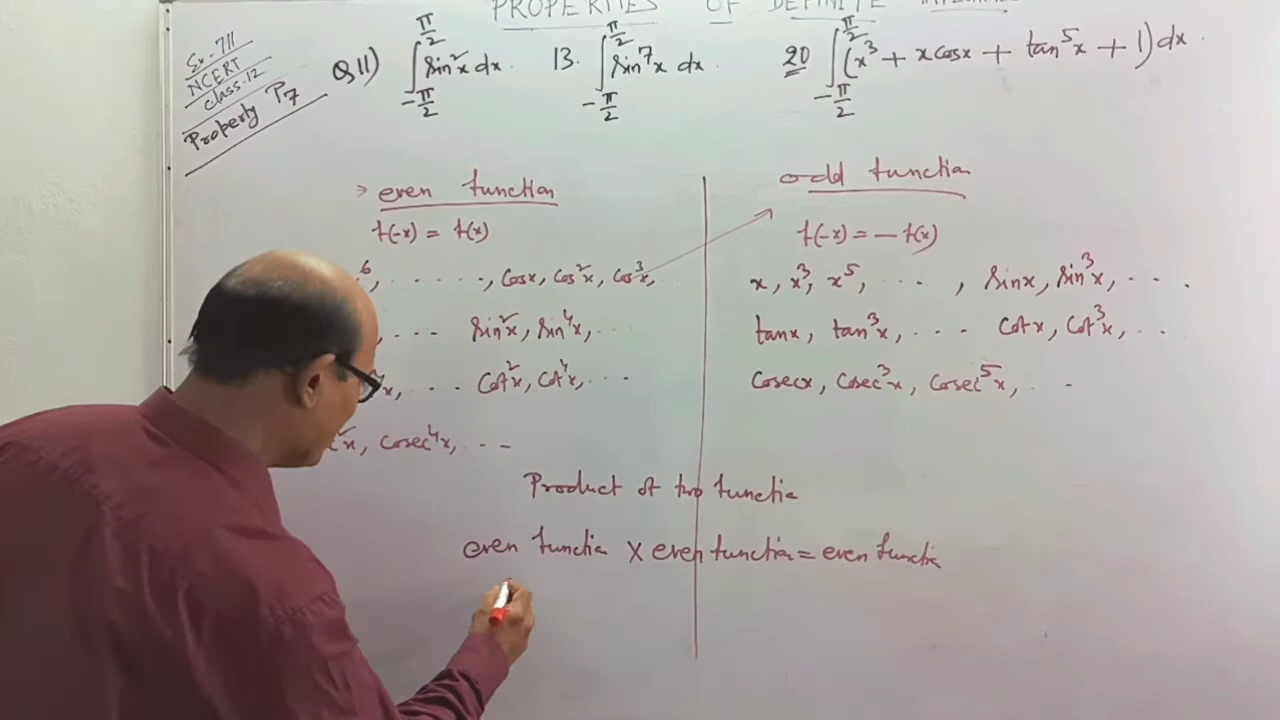 PROPERTIES OF DEFINITE INTEGRALS
Ex-7.11
NCERT
class-12
Property P₇
Q 11) ∫_{-π/2}^{π/2} sin²x dx. 13. ∫_{-π/2}^{π/2} sin⁷x dx. 20 ∫_{-π/2}^{π/2} (x³ + x cosx + tan⁵x + 1) dx.
even function
f(-x) = f(x)
6, ......, cosx, cos²x, cos³x, ..
, ... sin²x, sin⁴x, ...
x, ... cot²x, cot⁴x, ...
²x, cosec⁴x, ...
odd function
f(-x) = -f(x)
x, x³, x⁵, ... , sinx, sin³x, ...
tanx, tan³x, .... cotx, cot³x, ..
cosecx, cosec³x, cosec⁵x, . -
Product of two functio
even functio × even functio = even functio